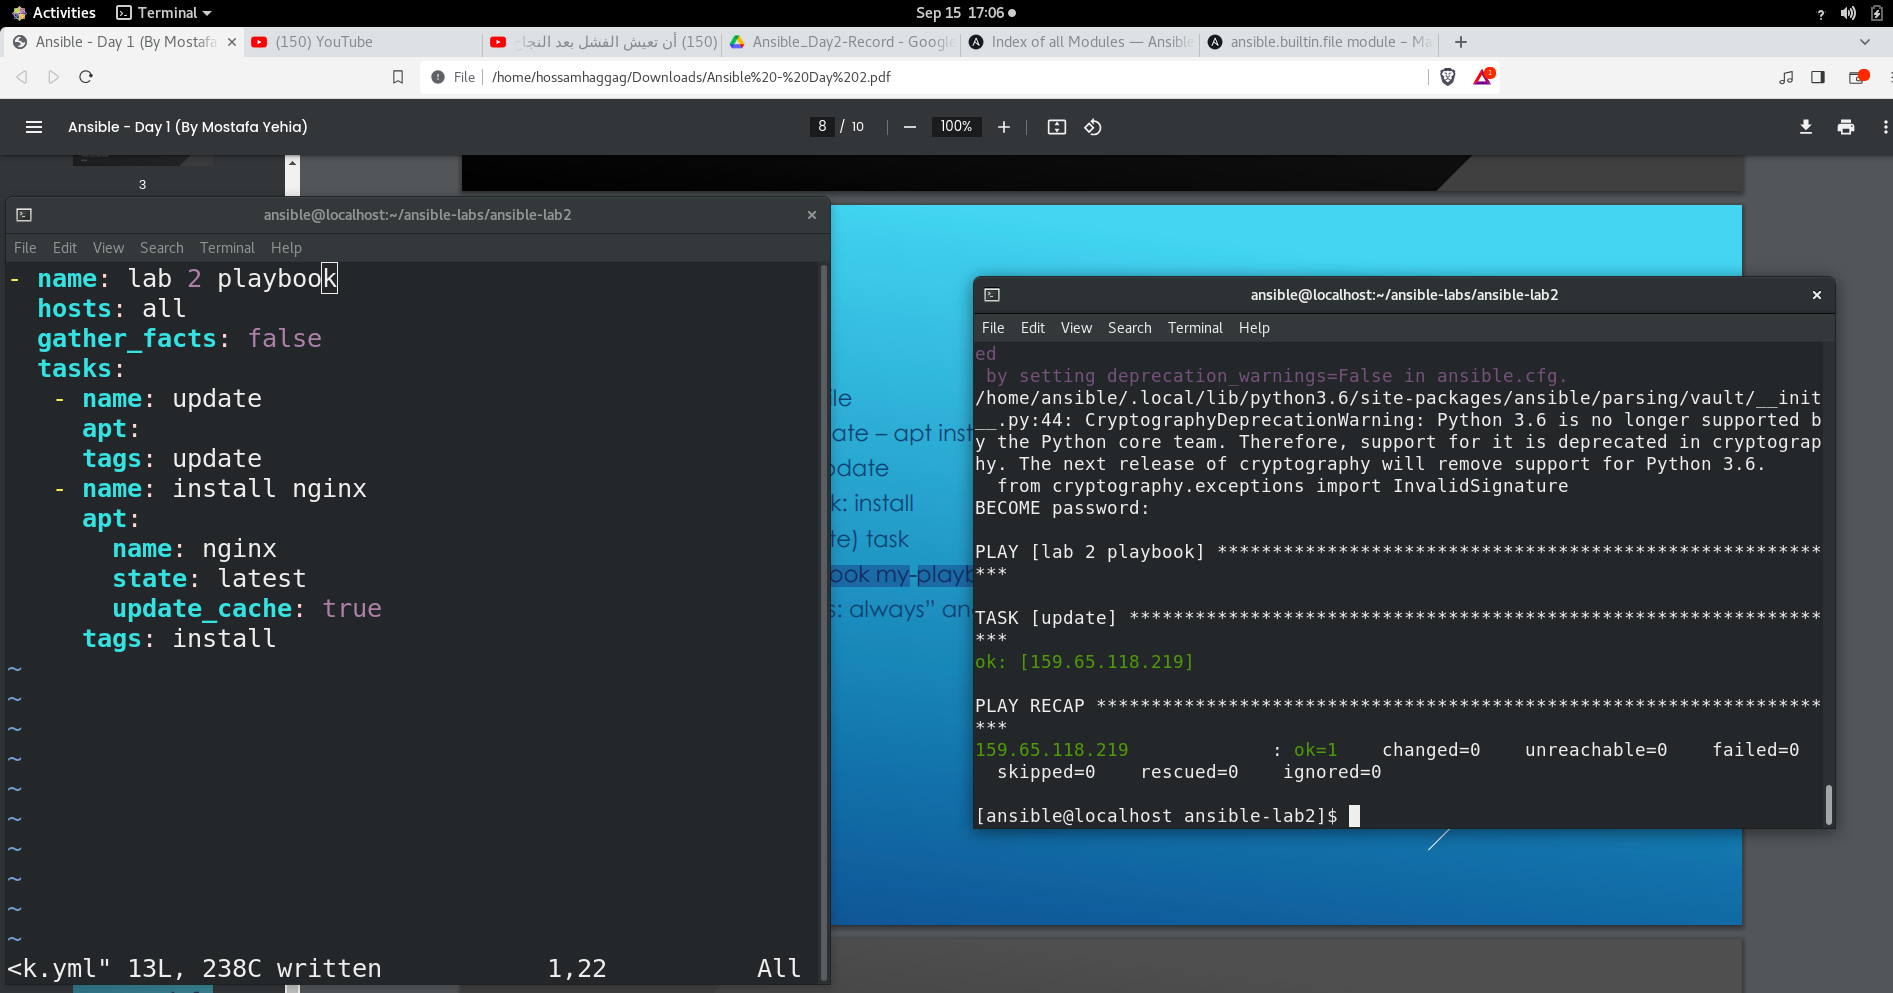 Activities
Terminal
Sep 15 17:06
Ansible - Day 1 (By Mostafa
(150) YouTube
(150) أن تعيش الفشل بعد النجاح
Ansible_Day2-Record - Google
Index of all Modules — Ansible
ansible.builtin.file module – Ma
File
/home/hossamhaggag/Downloads/Ansible%20-%20Day%202.pdf
1
Ansible - Day 1 (By Mostafa Yehia)
8 / 10
100%
3
ansible@localhost:~/ansible-labs/ansible-lab2
File Edit View Search Terminal Help
- name: lab 2 playbook
hosts: all
gather_facts: false
tasks:
- name: update
apt:
tags: update
- name: install nginx
apt:
name: nginx
state: latest
update_cache: true
tags: install
~
~
~
~
~
~
~
~
~
~
<k.yml" 13L, 238C written 1,22 All
ile
ate – apt inst
pdate
k: install
te) task
ook my-playb
s: always” an
ansible@localhost:~/ansible-labs/ansible-lab2
File Edit View Search Terminal Help
ed
by setting deprecation_warnings=False in ansible.cfg.
/home/ansible/.local/lib/python3.6/site-packages/ansible/parsing/vault/__init
__.py:44: CryptographyDeprecationWarning: Python 3.6 is no longer supported b
y the Python core team. Therefore, support for it is deprecated in cryptograp
hy. The next release of cryptography will remove support for Python 3.6.
from cryptography.exceptions import InvalidSignature
BECOME password:
PLAY [lab 2 playbook] *******************************************************
***
TASK [update] ***************************************************************
***
ok: [159.65.118.219]
PLAY RECAP ******************************************************************
***
159.65.118.219 : ok=1 changed=0 unreachable=0 failed=0
skipped=0 rescued=0 ignored=0
[ansible@localhost ansible-lab2]$